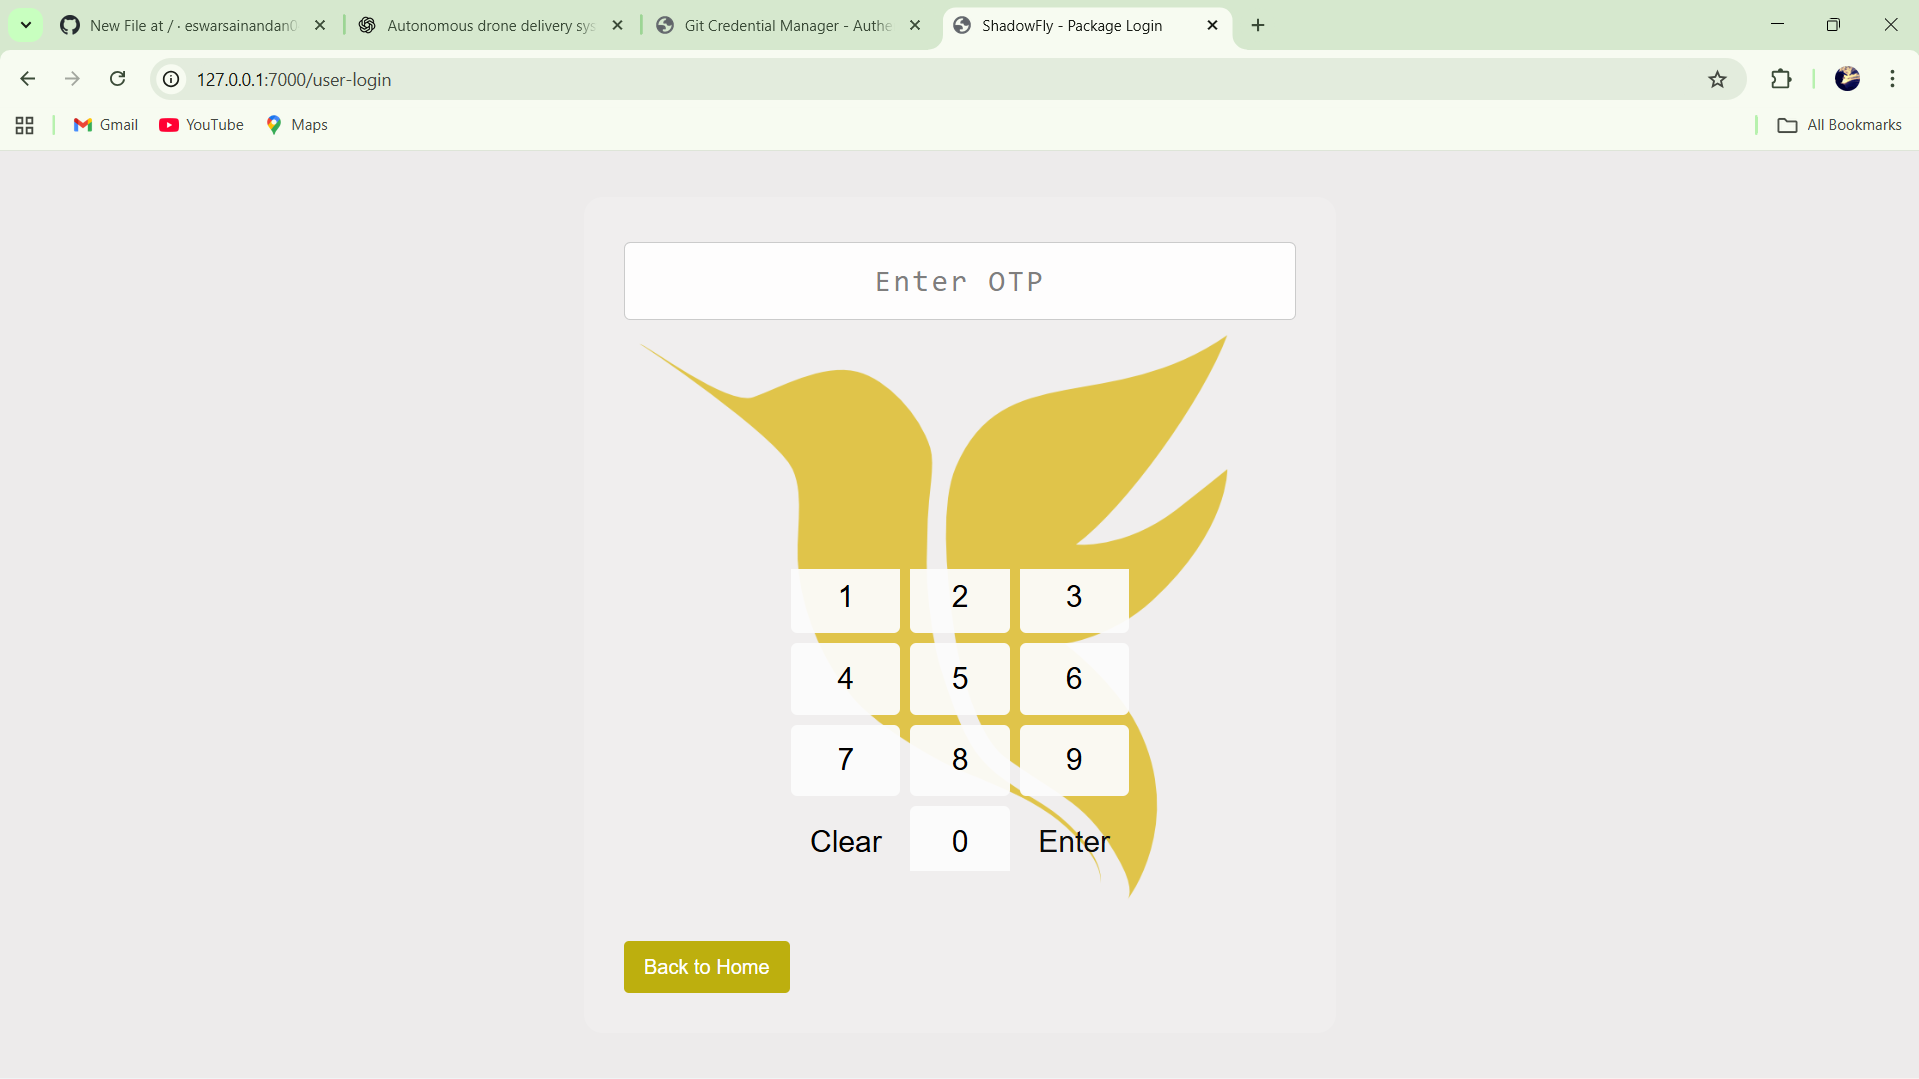 New File at / · eswarsainandan0
Autonomous drone delivery sys
Git Credential Manager - Authe
ShadowFly - Package Login
127.0.0.1:7000/user-login
Gmail
YouTube
Maps
All Bookmarks
Enter OTP
1 2 3
4 5 6
7 8 9
Clear 0 Enter
Back to Home